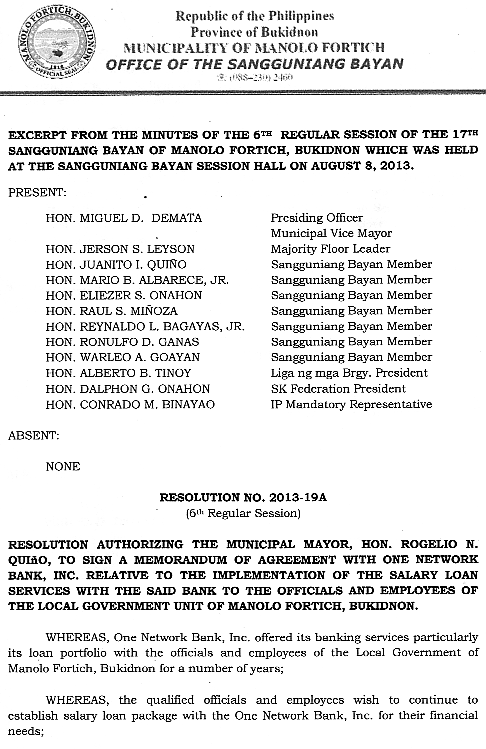 Republic of the Philippines
Province of Bukidnon
MUNICIPALITY OF MANOLO FORTICH
OFFICE OF THE SANGGUNIANG BAYAN
(088-239) 2460
EXCERPT FROM THE MINUTES OF THE 6TH REGULAR SESSION OF THE 17TH
SANGGUNIANG BAYAN OF MANOLO FORTICH, BUKIDNON WHICH WAS HELD
AT THE SANGGUNIANG BAYAN SESSION HALL ON AUGUST 8, 2013.
PRESENT:
HON. MIGUEL D. DEMATA Presiding Officer
Municipal Vice Mayor
HON. JERSON S. LEYSON Majority Floor Leader
HON. JUANITO I. QUIÑO Sangguniang Bayan Member
HON. MARIO B. ALBARECE, JR. Sangguniang Bayan Member
HON. ELIEZER S. ONAHON Sangguniang Bayan Member
HON. RAUL S. MIÑOZA Sangguniang Bayan Member
HON. REYNALDO L. BAGAYAS, JR. Sangguniang Bayan Member
HON. RONULFO D. GANAS Sangguniang Bayan Member
HON. WARLEO A. GOAYAN Sangguniang Bayan Member
HON. ALBERTO B. TINOY Liga ng mga Brgy. President
HON. DALPHON G. ONAHON SK Federation President
HON. CONRADO M. BINAYAO IP Mandatory Representative
ABSENT:
NONE
RESOLUTION NO. 2013-19A
(6th Regular Session)
RESOLUTION AUTHORIZING THE MUNICIPAL MAYOR, HON. ROGELIO N.
QUIñO, TO SIGN A MEMORANDUM OF AGREEMENT WITH ONE NETWORK
BANK, INC. RELATIVE TO THE IMPLEMENTATION OF THE SALARY LOAN
SERVICES WITH THE SAID BANK TO THE OFFICIALS AND EMPLOYEES OF
THE LOCAL GOVERNMENT UNIT OF MANOLO FORTICH, BUKIDNON.
WHEREAS, One Network Bank, Inc. offered its banking services particularly
its loan portfolio with the officials and employees of the Local Government of
Manolo Fortich, Bukidnon for a number of years;
WHEREAS, the qualified officials and employees wish to continue to
establish salary loan package with the One Network Bank, Inc. for their financial
needs;